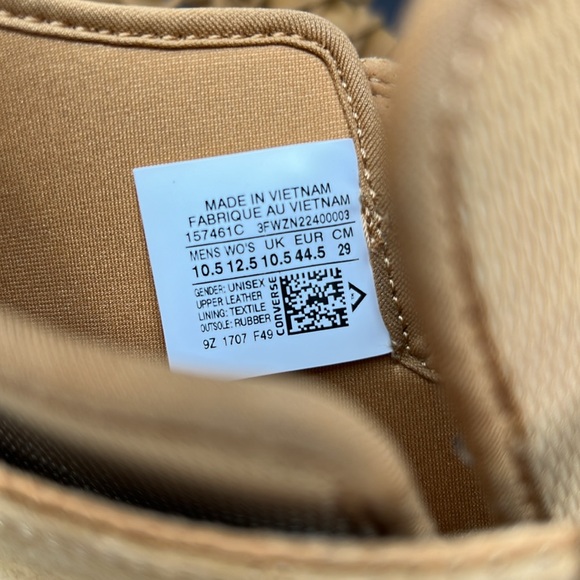 MADE IN VIETNAM
FABRIQUE AU VIETNAM
157461C 3FWZN22400003
MENS WO'S UK EUR CM
10.5 12.5 10.5 44.5 29
GENDER: UNISEX
UPPER LEATHER
LINING: TEXTILE
OUTSOLE: RUBBER
CONVERSE
9Z 1707 F49